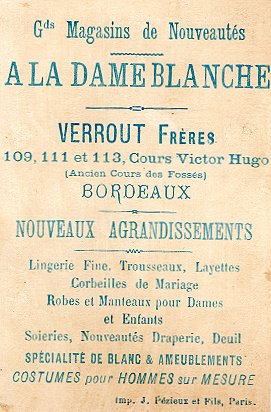 Gds Magasins de Nouveautés
A LA DAME BLANCHE
VERROUT FRÈRES
109, 111 et 113, Cours Victor Hugo
(Ancien Cours des Fossés)
BORDEAUX
NOUVEAUX AGRANDISSEMENTS
Lingerie Fine, Trousseaux, Layettes
Corbeilles de Mariage
Robes et Manteaux pour Dames
et Enfants
Soieries, Nouveautés Draperie, Deuil
SPÉCIALITÉ DE BLANC & AMEUBLEMENTS
COSTUMES pour HOMMES sur MESURE
Imp. J. Pézieux et Fils, Paris.